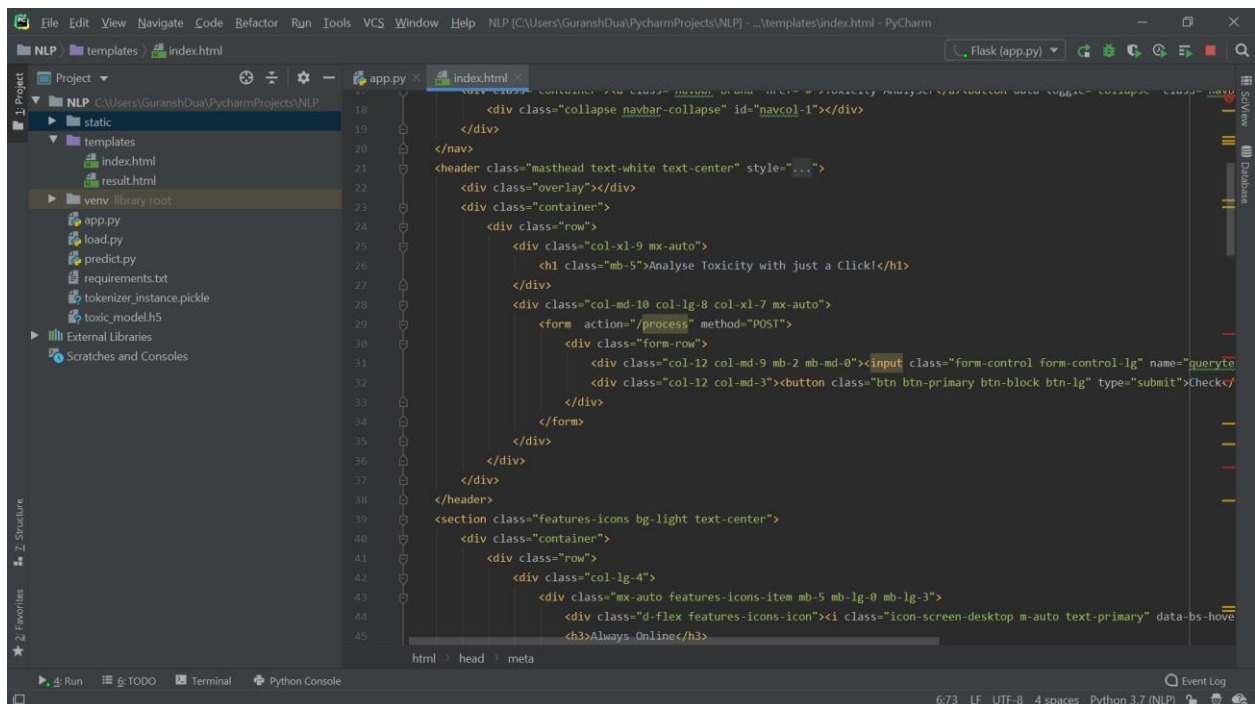 File Edit View Navigate Code Refactor Run Tools VCS Window Help NLP [C:\Users\GuranshDua\PycharmProjects\NLP] - ...\templates\index.html - PyCharm
NLP templates index.html Flask (app.py)
Project app.py index.html
NLP C:\Users\GuranshDua\PycharmProjects\NLP
static
templates
index.html
result.html
venv library root
app.py
load.py
predict.py
requirements.txt
tokenizer_instance.pickle
toxic_model.h5
External Libraries
Scratches and Consoles
18 <div class="collapse navbar-collapse" id="navcol-1"></div>
19 </div>
20 </nav>
21 <header class="masthead text-white text-center" style="...">
22 <div class="overlay"></div>
23 <div class="container">
24 <div class="row">
25 <div class="col-xl-9 mx-auto">
26 <h1 class="mb-5">Analyse Toxicity with just a Click!</h1>
27 </div>
28 <div class="col-md-10 col-lg-8 col-xl-7 mx-auto">
29 <form  action="/process" method="POST">
30 <div class="form-row">
31 <div class="col-12 col-md-9 mb-2 mb-md-0"><input class="form-control form-control-lg" name="queryte
32 <div class="col-12 col-md-3"><button class="btn btn-primary btn-block btn-lg" type="submit">Check</
33 </div>
34 </form>
35 </div>
36 </div>
37 </div>
38 </header>
39 <section class="features-icons bg-light text-center">
40 <div class="container">
41 <div class="row">
42 <div class="col-lg-4">
43 <div class="mx-auto features-icons-item mb-5 mb-lg-0 mb-lg-3">
44 <div class="d-flex features-icons-icon"><i class="icon-screen-desktop m-auto text-primary" data-bs-hove
45 <h3>Always Online</h3>
html head meta
1: Project
Z: Structure
2: Favorites
SciView
Database
4: Run 6: TODO Terminal Python Console Event Log
6:73 LF UTF-8 4 spaces Python 3.7 (NLP)